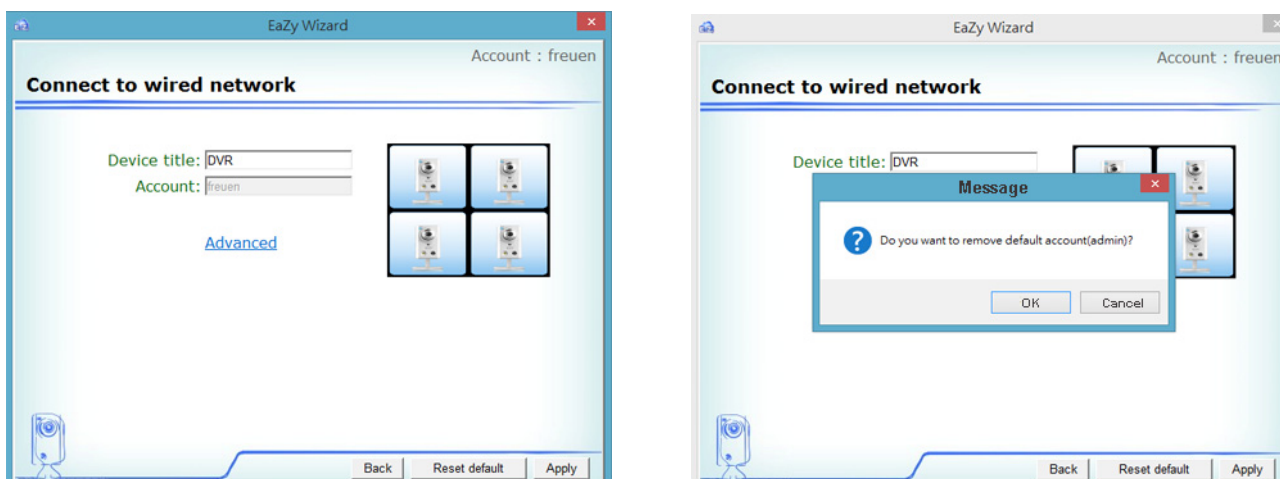 EaZy Wizard
Account : freuen
Connect to wired network
Device title: DVR
Account: freuen
Advanced
Back Reset default Apply
EaZy Wizard
Account : freuen
Connect to wired network
Device title: DVR
Message
Do you want to remove default account(admin)?
OK Cancel
Back Reset default Apply